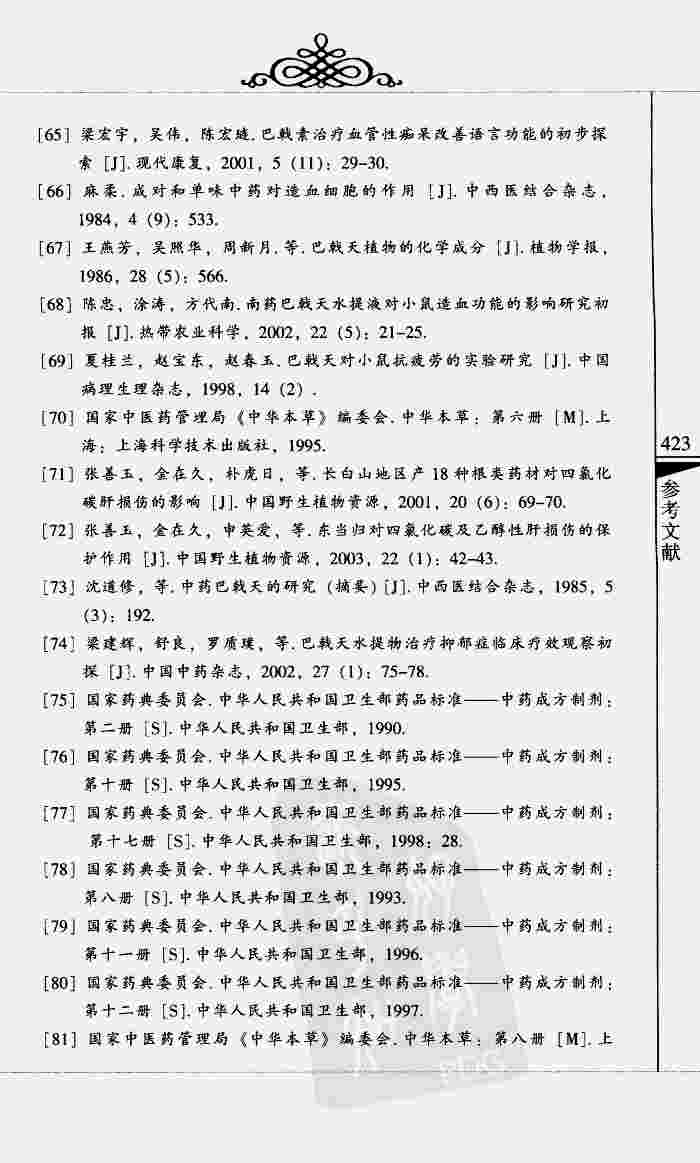 [65] 梁宏宇，吴伟，陈宏琏.巴戟素治疗血管性痴呆改善语言功能的初步探
索 [J].现代康复，2001，5（11）：29-30.
[66] 麻柔.成对和单味中药对造血细胞的作用 [J].中西医结合杂志，
1984，4（9）：533.
[67] 王燕芳，吴照华，周新月.等.巴戟天植物的化学成分 [J].植物学报，
1986，28（5）：566.
[68] 陈忠，涂涛，方代南.南药巴戟天水提液对小鼠造血功能的影响研究初
报 [J].热带农业科学，2002，22（5）：21-25.
[69] 夏桂兰，赵宝东，赵春玉.巴戟天对小鼠抗疲劳的实验研究 [J].中国
病理生理杂志，1998，14（2）.
[70] 国家中医药管理局《中华本草》编委会.中华本草：第六册 [M].上
海：上海科学技术出版社，1995.
[71] 张善玉，金在久，朴虎日，等.长白山地区产 18 种根类药材对四氯化
碳肝损伤的影响 [J].中国野生植物资源，2001，20（6）：69-70.
[72] 张善玉，金在久，申英爱，等.东当归对四氯化碳及乙醇性肝损伤的保
护作用 [J].中国野生植物资源，2003，22（1）：42-43.
[73] 沈道修，等.中药巴戟天的研究（摘要）[J].中西医结合杂志，1985，5
（3）：192.
[74] 梁建辉，舒良，罗质璞，等.巴戟天水提物治疗抑郁症临床疗效观察初
探 [J].中国中药杂志，2002，27（1）：75-78.
[75] 国家药典委员会.中华人民共和国卫生部药品标准——中药成方制剂：
第二册 [S].中华人民共和国卫生部，1990.
[76] 国家药典委员会.中华人民共和国卫生部药品标准——中药成方制剂：
第十册 [S].中华人民共和国卫生部，1995.
[77] 国家药典委员会.中华人民共和国卫生部药品标准——中药成方制剂：
第十七册 [S].中华人民共和国卫生部，1998：28.
[78] 国家药典委员会.中华人民共和国卫生部药品标准——中药成方制剂：
第八册 [S].中华人民共和国卫生部，1993.
[79] 国家药典委员会.中华人民共和国卫生部药品标准——中药成方制剂：
第十一册 [S].中华人民共和国卫生部，1996.
[80] 国家药典委员会.中华人民共和国卫生部药品标准——中药成方制剂：
第十二册 [S].中华人民共和国卫生部，1997.
[81] 国家中医药管理局《中华本草》编委会.中华本草：第八册 [M].上
423
参考文献